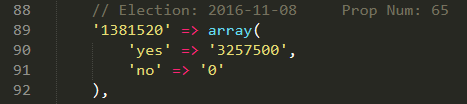 88 // Election: 2016-11-08 Prop Num: 65
89 '1381520' => array(
90 'yes' => '3257500',
91 'no' => '0'
92 ),